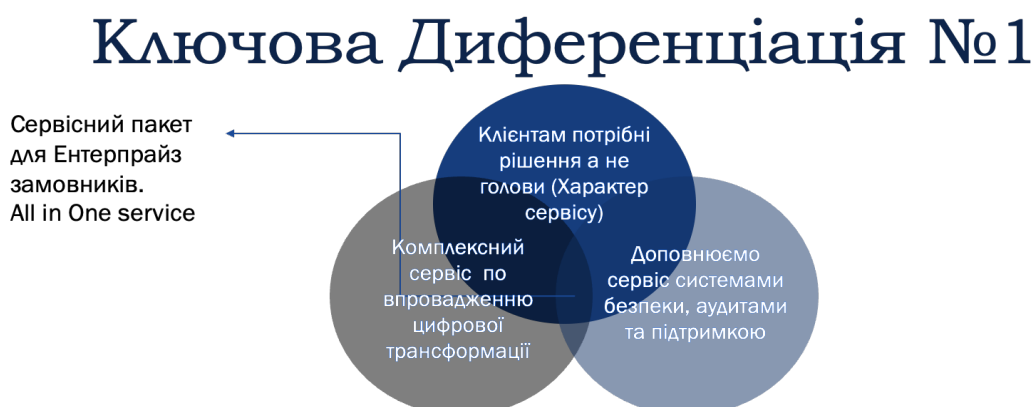 Ключова Диференціація №1
Сервісний пакет
для Ентерпрайз
замовників.
All in One service
Клієнтам потрібні
рішення а не
голови (Характер
сервісу)
Комплексний
сервіс по
впровадженню
цифрової
трансформації
Доповнюємо
сервіс системами
безпеки, аудитами
та підтримкою